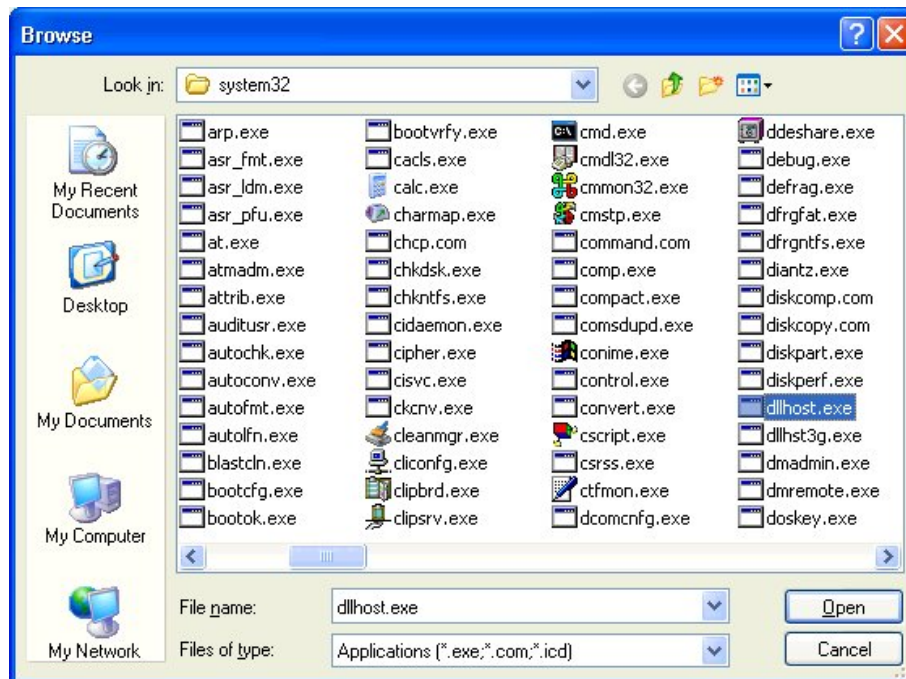 Browse
Look in:
system32
My Recent
Documents
Desktop
My Documents
My Computer
My Network
arp.exe
asr_fmt.exe
asr_ldm.exe
asr_pfu.exe
at.exe
atmadm.exe
attrib.exe
auditusr.exe
autochk.exe
autoconv.exe
autofmt.exe
autolfn.exe
blastcln.exe
bootcfg.exe
bootok.exe
bootvrfy.exe
cacls.exe
calc.exe
charmap.exe
chcp.com
chkdsk.exe
chkntfs.exe
cidaemon.exe
cipher.exe
cisvc.exe
ckcnv.exe
cleanmgr.exe
cliconfg.exe
clipbrd.exe
clipsrv.exe
cmd.exe
cmdl32.exe
cmmon32.exe
cmstp.exe
command.com
comp.exe
compact.exe
comsdupd.exe
conime.exe
control.exe
convert.exe
cscript.exe
csrss.exe
ctfmon.exe
dcomcnfg.exe
ddeshare.exe
debug.exe
defrag.exe
dfrgfat.exe
dfrgntfs.exe
diantz.exe
diskcomp.com
diskcopy.com
diskpart.exe
diskperf.exe
dllhost.exe
dllhst3g.exe
dmadmin.exe
dmremote.exe
doskey.exe
File name:
dllhost.exe
Open
Files of type:
Applications (*.exe;*.com;*.icd)
Cancel